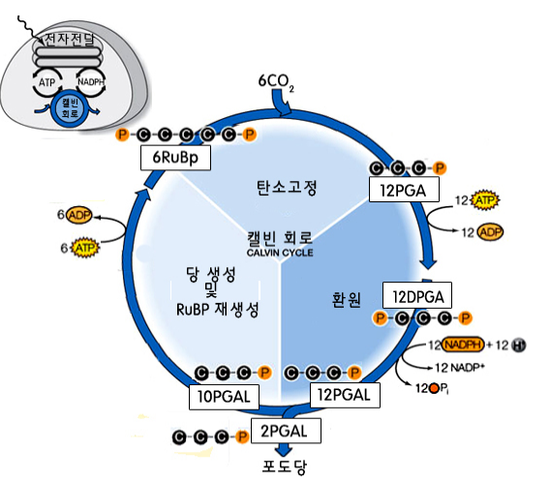 전자전달
ATP
NADPH
캘빈
회로
6CO2
P-C-C-C-C-C-P
6RuBp
탄소고정
C-C-C-P
12PGA
12 ATP
12 ADP
캘빈 회로
CALVIN CYCLE
6 ADP
6 ATP
당 생성
및
RuBP 재생성
환원
12DPGA
P-C-C-C-P
12 NADPH + 12 H+
12 NADP+
12 Pi
C-C-C-P
10PGAL
C-C-C-P
12PGAL
C-C-C-P
2PGAL
포도당